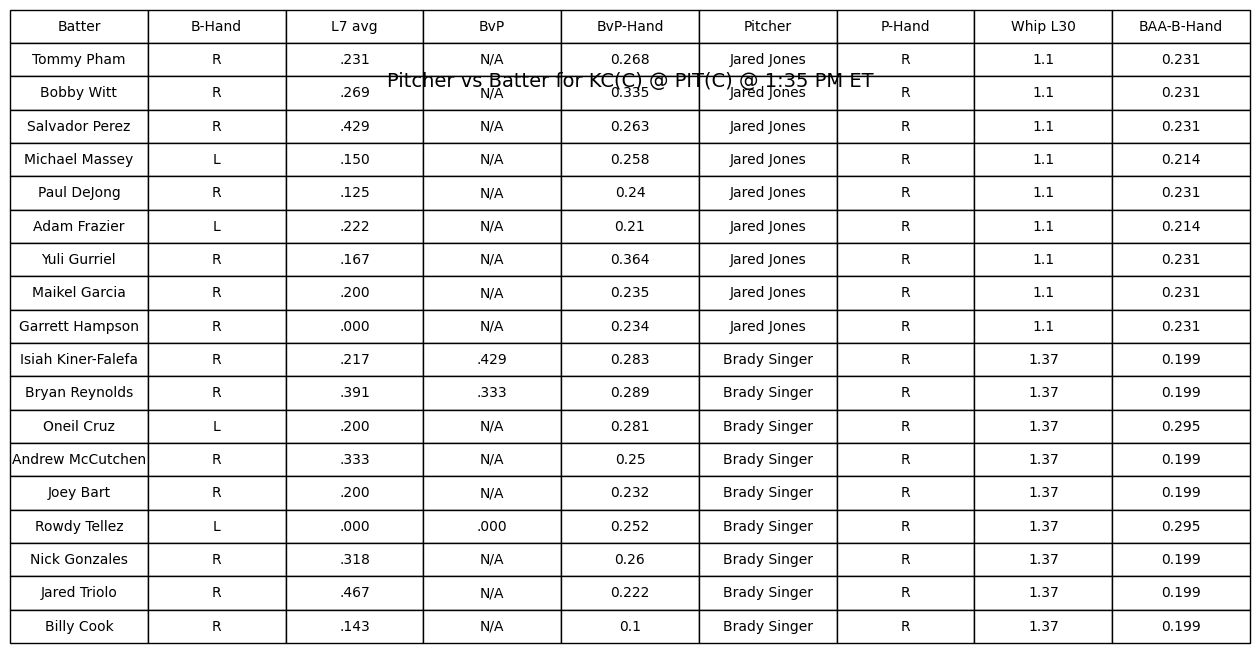 Batter B-Hand L7 avg BvP BvP-Hand Pitcher P-Hand Whip L30 BAA-B-Hand
Tommy Pham R .231 N/A 0.268 Jared Jones R 1.1 0.231
Pitcher vs Batter for KC(C) @ PIT(C) @ 1:35 PM ET
Bobby Witt R .269 N/A 0.335 Jared Jones R 1.1 0.231
Salvador Perez R .429 N/A 0.263 Jared Jones R 1.1 0.231
Michael Massey L .150 N/A 0.258 Jared Jones R 1.1 0.214
Paul DeJong R .125 N/A 0.24 Jared Jones R 1.1 0.231
Adam Frazier L .222 N/A 0.21 Jared Jones R 1.1 0.214
Yuli Gurriel R .167 N/A 0.364 Jared Jones R 1.1 0.231
Maikel Garcia R .200 N/A 0.235 Jared Jones R 1.1 0.231
Garrett Hampson R .000 N/A 0.234 Jared Jones R 1.1 0.231
Isiah Kiner-Falefa R .217 .429 0.283 Brady Singer R 1.37 0.199
Bryan Reynolds R .391 .333 0.289 Brady Singer R 1.37 0.199
Oneil Cruz L .200 N/A 0.281 Brady Singer R 1.37 0.295
Andrew McCutchen R .333 N/A 0.25 Brady Singer R 1.37 0.199
Joey Bart R .200 N/A 0.232 Brady Singer R 1.37 0.199
Rowdy Tellez L .000 .000 0.252 Brady Singer R 1.37 0.295
Nick Gonzales R .318 N/A 0.26 Brady Singer R 1.37 0.199
Jared Triolo R .467 N/A 0.222 Brady Singer R 1.37 0.199
Billy Cook R .143 N/A 0.1 Brady Singer R 1.37 0.199